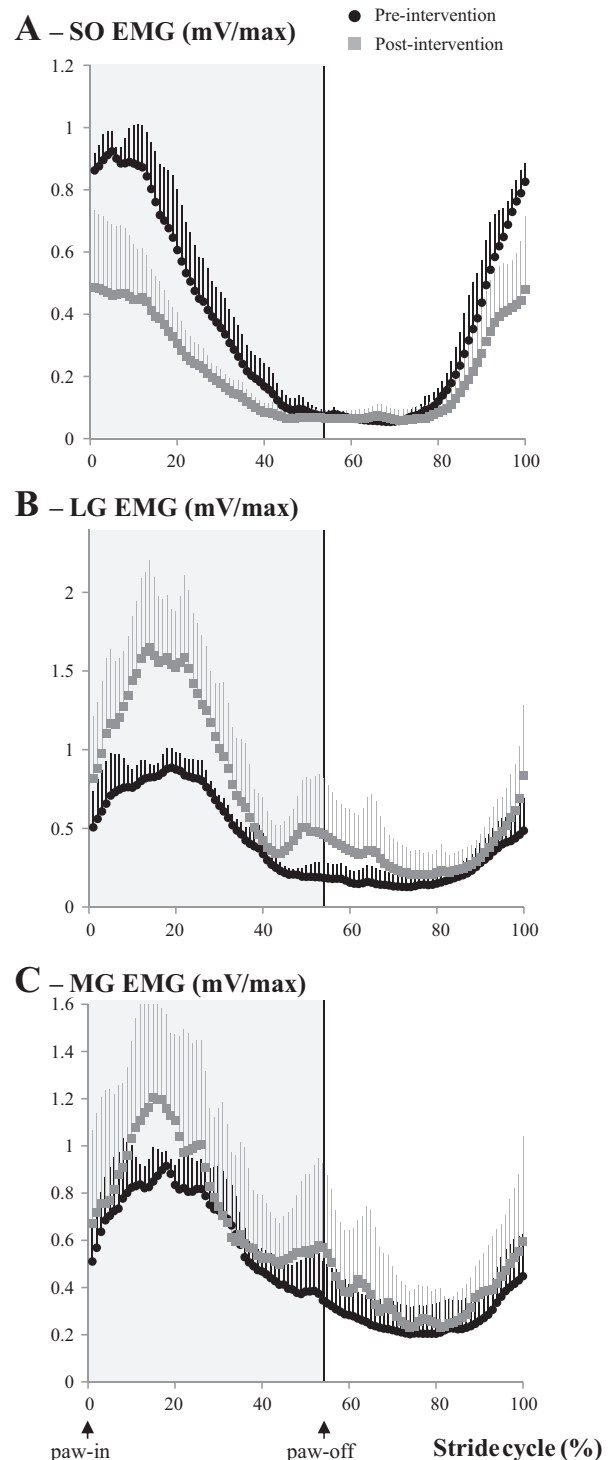 A – SO EMG (mV/max)
Pre-intervention
Post-intervention
1.2
1
0.8
0.6
0.4
0.2
0
0 20 40 60 80 100
B – LG EMG (mV/max)
2
1.5
1
0.5
0
0 20 40 60 80 100
C – MG EMG (mV/max)
1.6
1.4
1.2
1
0.8
0.6
0.4
0.2
0
0 20 40 60 80 100
paw-in paw-off Stride cycle (%)